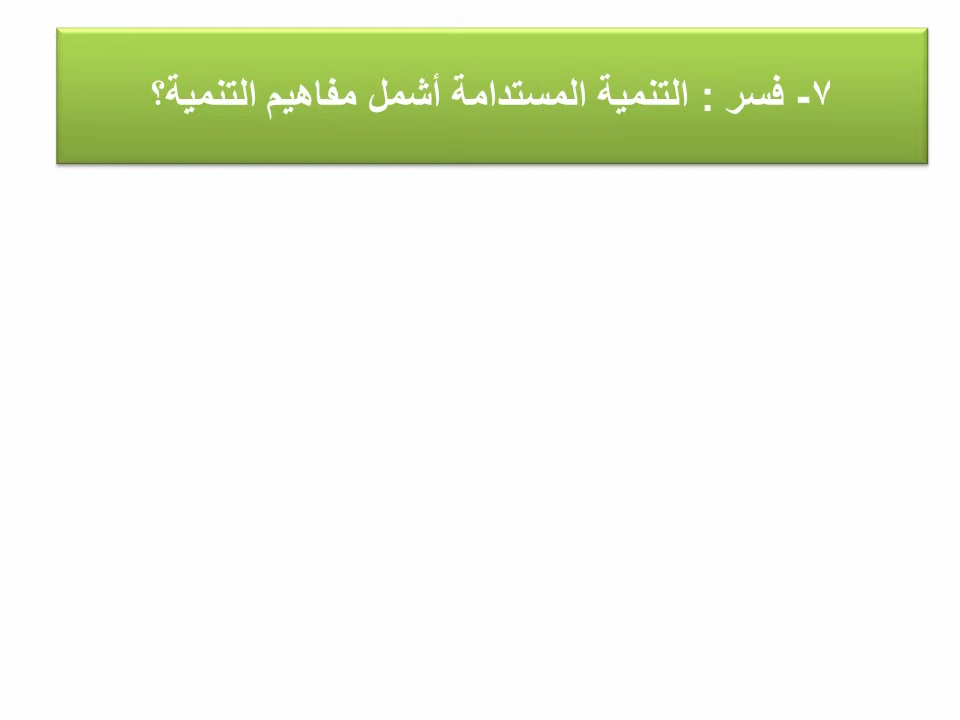 ٧- فسر : التنمية المستدامة أشمل مفاهيم التنمية؟